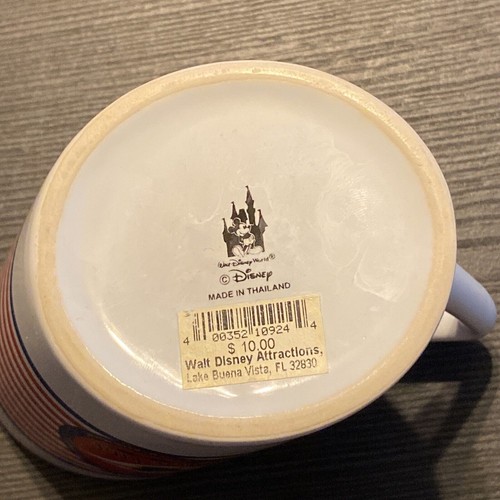 Walt Disney World®
© Disney
MADE IN THAILAND
4 00352 10924 4
$ 10.00
Walt Disney Attractions,
Lake Buena Vista, FL 32830